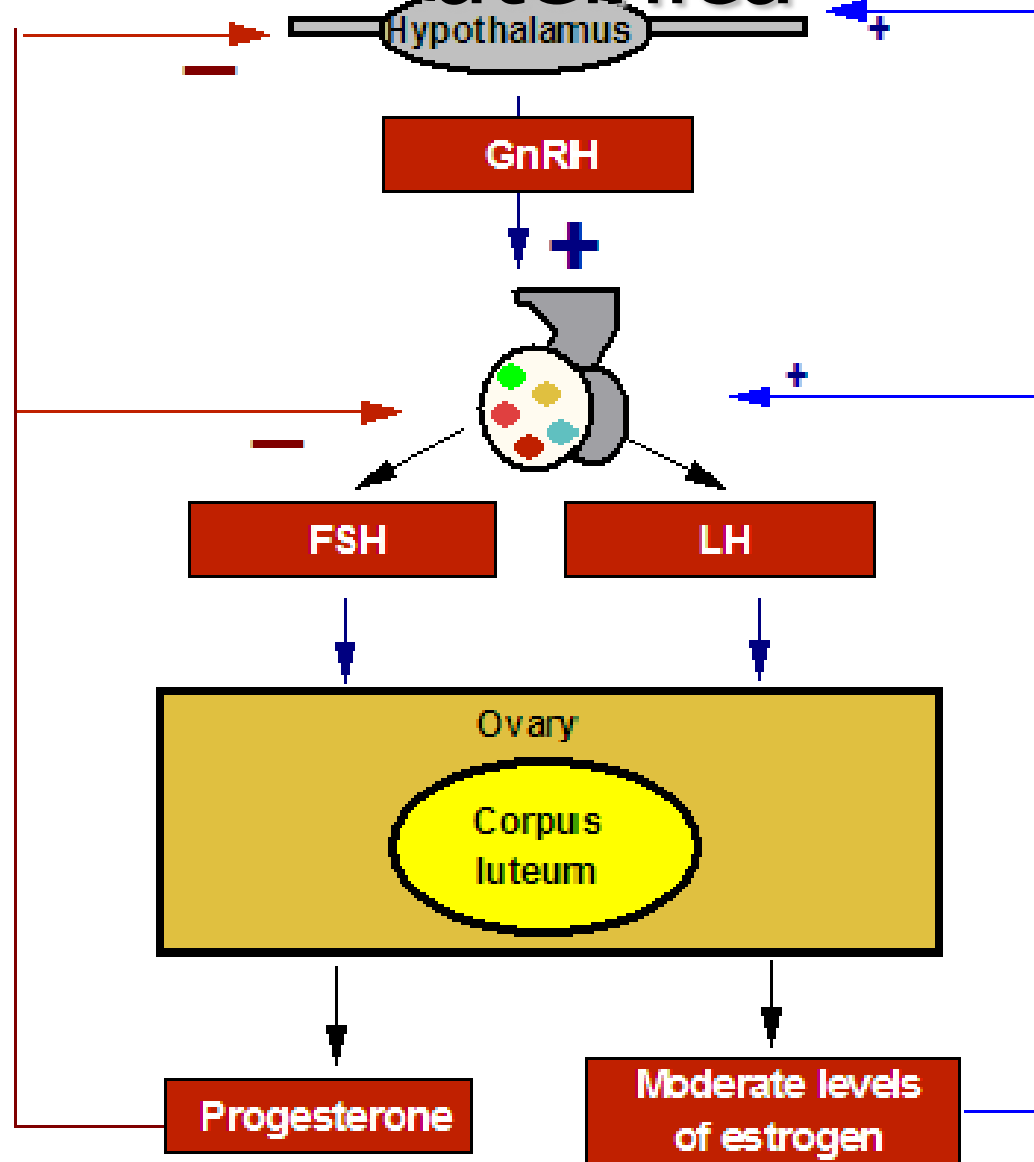 Hypothalamus
+
GnRH
+
+
FSH
LH
Ovary
Corpus
luteum
Progesterone
Moderate levels
of estrogen